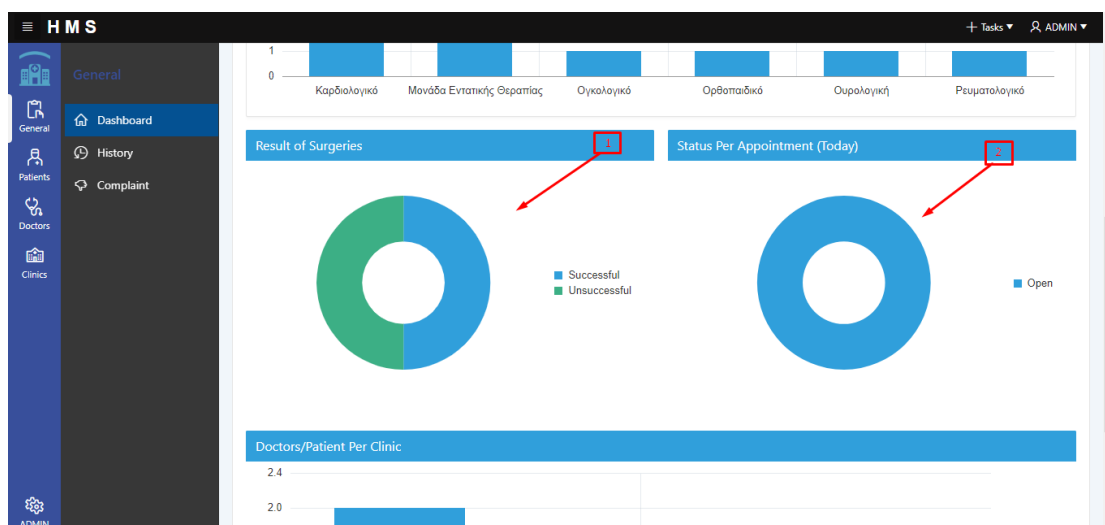 ≡ HMS
+ Tasks ▼ ADMIN ▼
General
Patients
Doctors
Clinics
ADMIN
General
Dashboard
History
Complaint
1
0
Καρδιολογικό Μονάδα Εντατικής Θεραπίας Ογκολογικό Ορθοπαιδικό Ουρολογική Ρευματολογικό
Result of Surgeries 1
Successful
Unsuccessful
Status Per Appointment (Today) 2
Open
Doctors/Patient Per Clinic
2.4
2.0